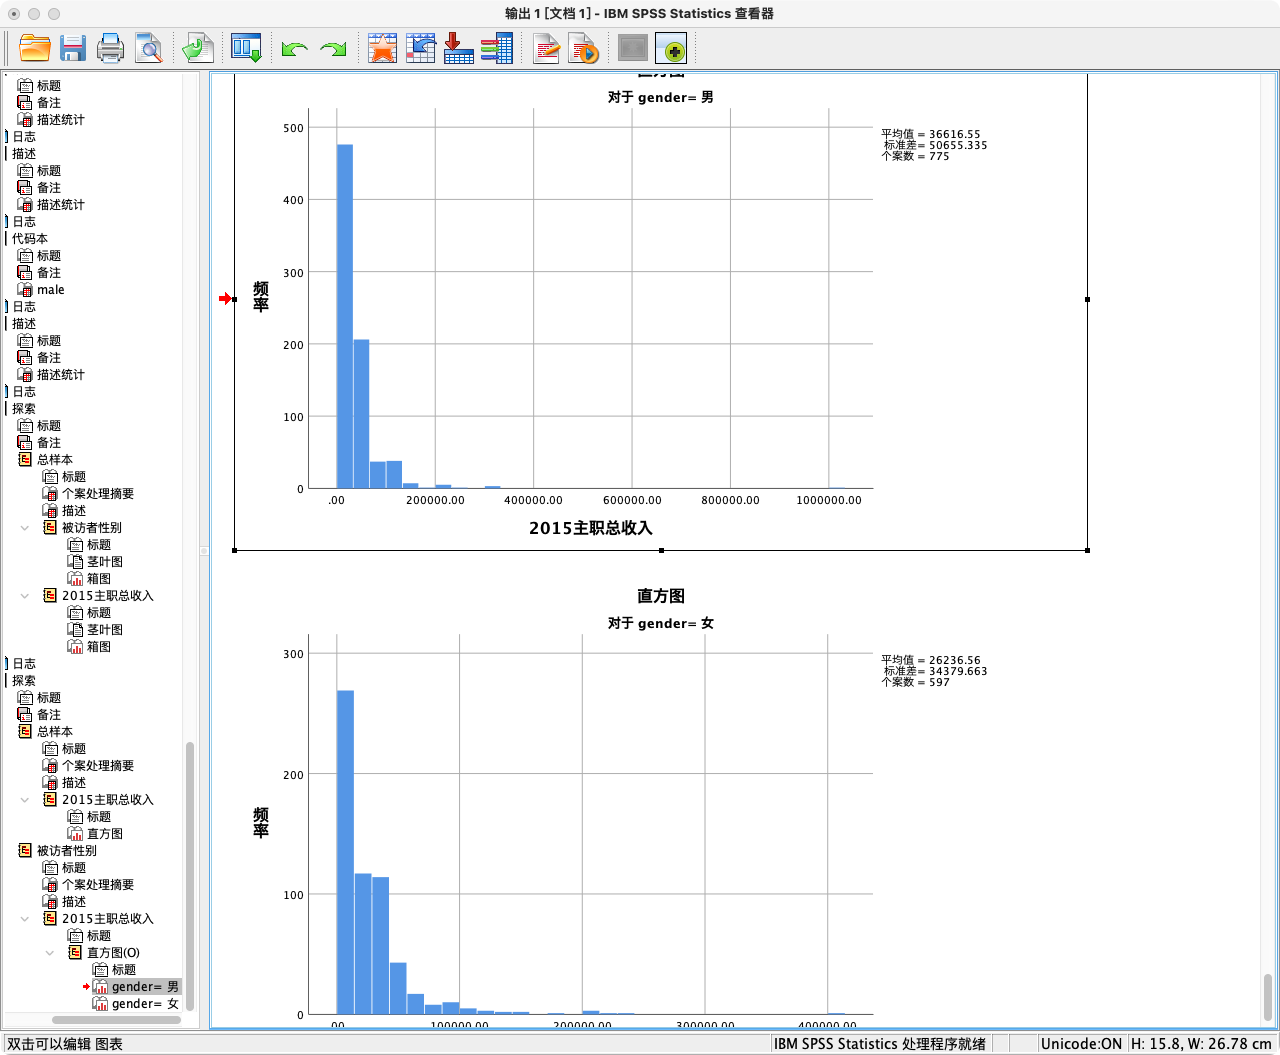 输出 1 [文档 1] - IBM SPSS Statistics 查看器
标题
备注
描述统计
日志
描述
标题
备注
描述统计
日志
代码本
标题
备注
male
日志
描述
标题
备注
描述统计
日志
探索
标题
备注
总样本
标题
个案处理摘要
描述
被访者性别
标题
茎叶图
箱图
2015主职总收入
标题
茎叶图
箱图
日志
探索
标题
备注
总样本
标题
个案处理摘要
描述
2015主职总收入
标题
直方图
被访者性别
标题
个案处理摘要
描述
2015主职总收入
标题
直方图(O)
标题
gender= 男
gender= 女
直方图
对于 gender= 男
平均值 = 36616.55
标准差= 50655.335
个案数 = 775
500
400
300
200
100
0
频率
.00 200000.00 400000.00 600000.00 800000.00 1000000.00
2015主职总收入
直方图
对于 gender= 女
平均值 = 26236.56
标准差= 34379.663
个案数 = 597
300
200
100
0
频率
.00 100000.00 200000.00 300000.00 400000.00
双击可以编辑 图表
IBM SPSS Statistics 处理程序就绪
Unicode:ON
H: 15.8, W: 26.78 cm